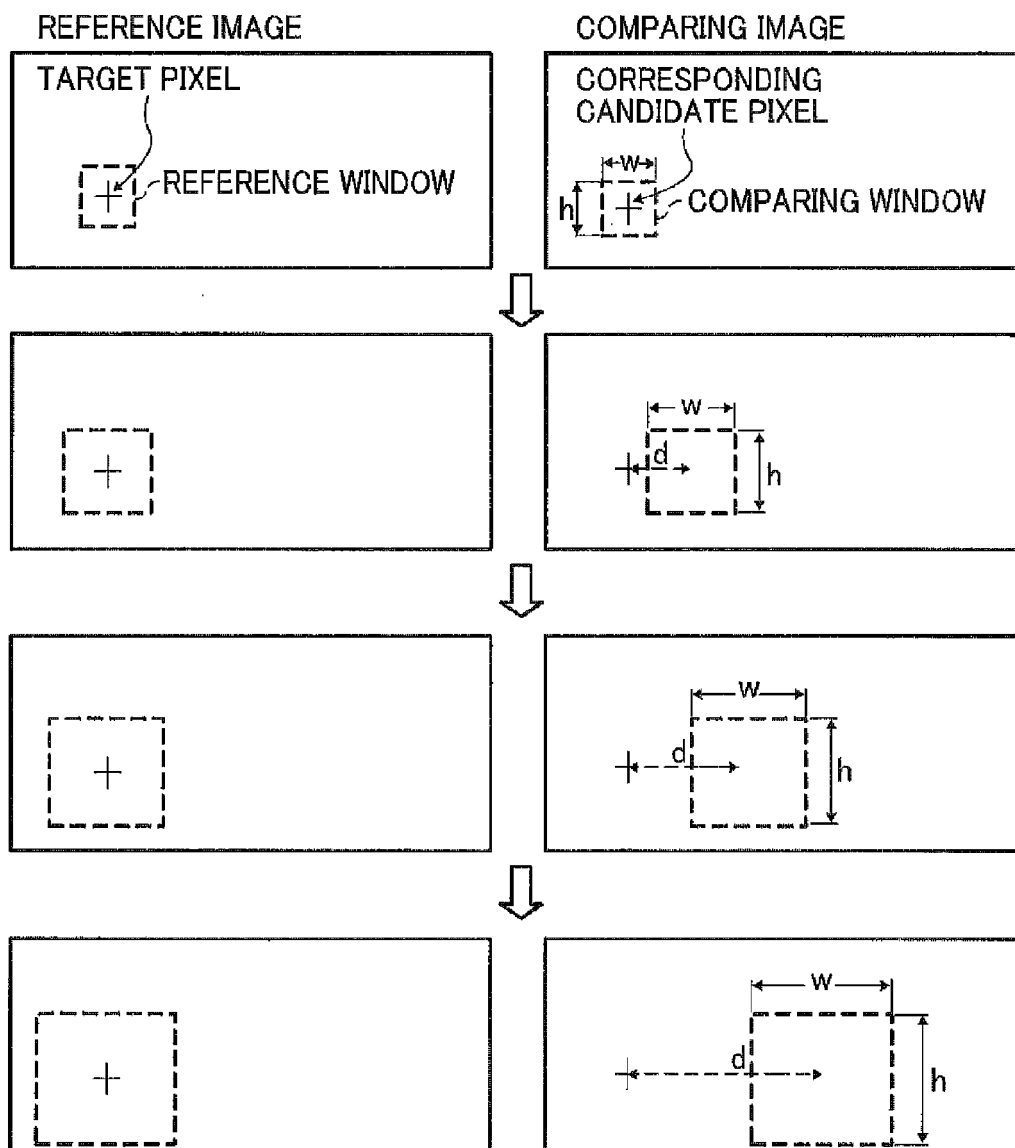 REFERENCE IMAGE
TARGET PIXEL
REFERENCE WINDOW
COMPARING IMAGE
CORRESPONDING
CANDIDATE PIXEL
w
h
COMPARING WINDOW
w
d
h
w
d
h
w
d
h